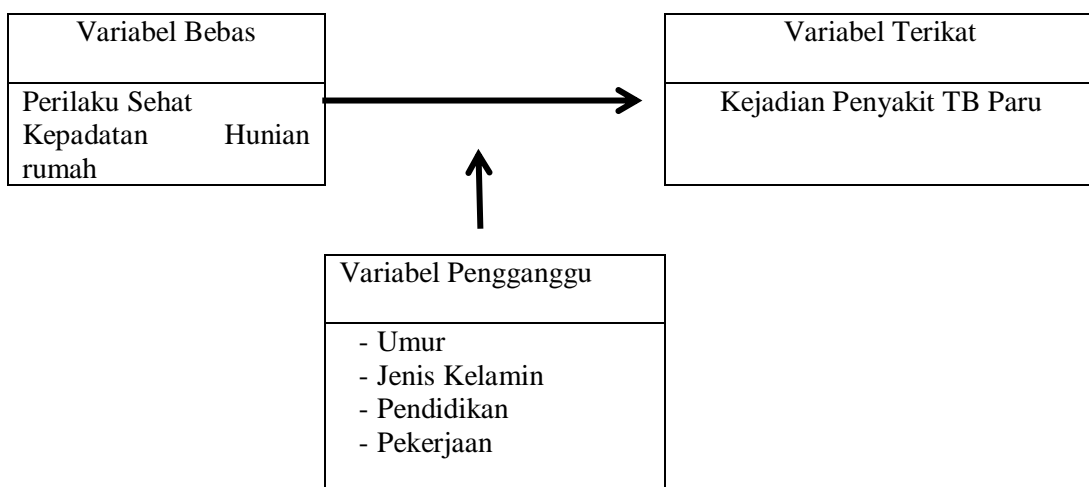 Variabel Bebas
Perilaku Sehat
Kepadatan Hunian
rumah
Variabel Terikat
Kejadian Penyakit TB Paru
Variabel Pengganggu
- Umur
- Jenis Kelamin
- Pendidikan
- Pekerjaan